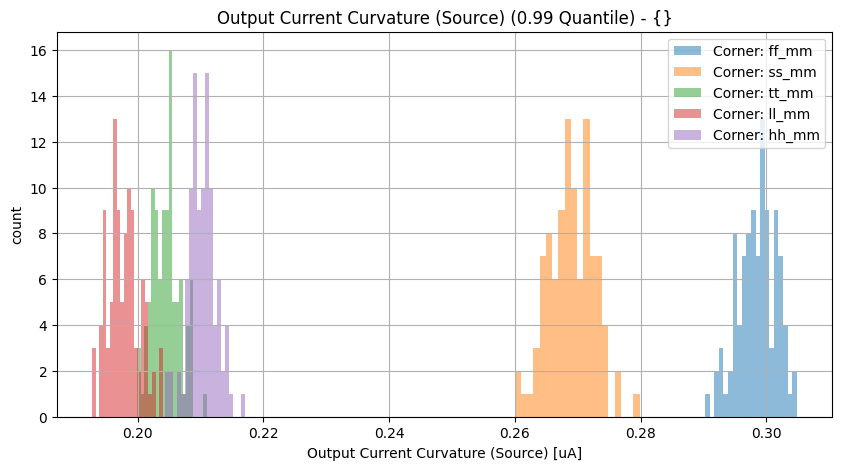 Output Current Curvature (Source) (0.99 Quantile) - {}
16
14
12
10
8
6
4
2
0
count
Corner: ff_mm
Corner: ss_mm
Corner: tt_mm
Corner: ll_mm
Corner: hh_mm
0.20
0.22
0.24
0.26
0.28
0.30
Output Current Curvature (Source) [uA]